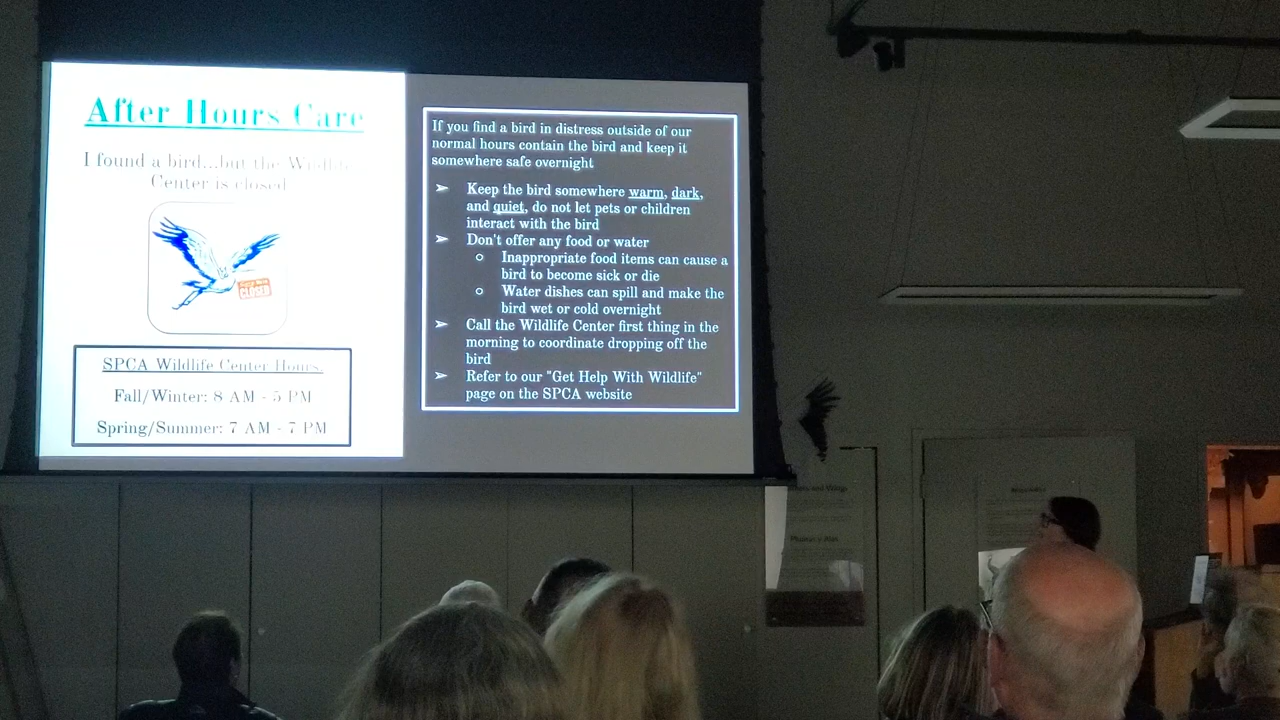 After Hours Care
I found a bird...but the Wildlife
Center is closed
CLOSED
SPCA Wildlife Center Hours:
Fall/Winter: 8 AM - 5 PM
Spring/Summer: 7 AM - 7 PM
If you find a bird in distress outside of our
normal hours contain the bird and keep it
somewhere safe overnight
➤ Keep the bird somewhere warm, dark,
and quiet, do not let pets or children
interact with the bird
➤ Don't offer any food or water
○ Inappropriate food items can cause a
bird to become sick or die
○ Water dishes can spill and make the
bird wet or cold overnight
➤ Call the Wildlife Center first thing in the
morning to coordinate dropping off the
bird
➤ Refer to our "Get Help With Wildlife"
page on the SPCA website